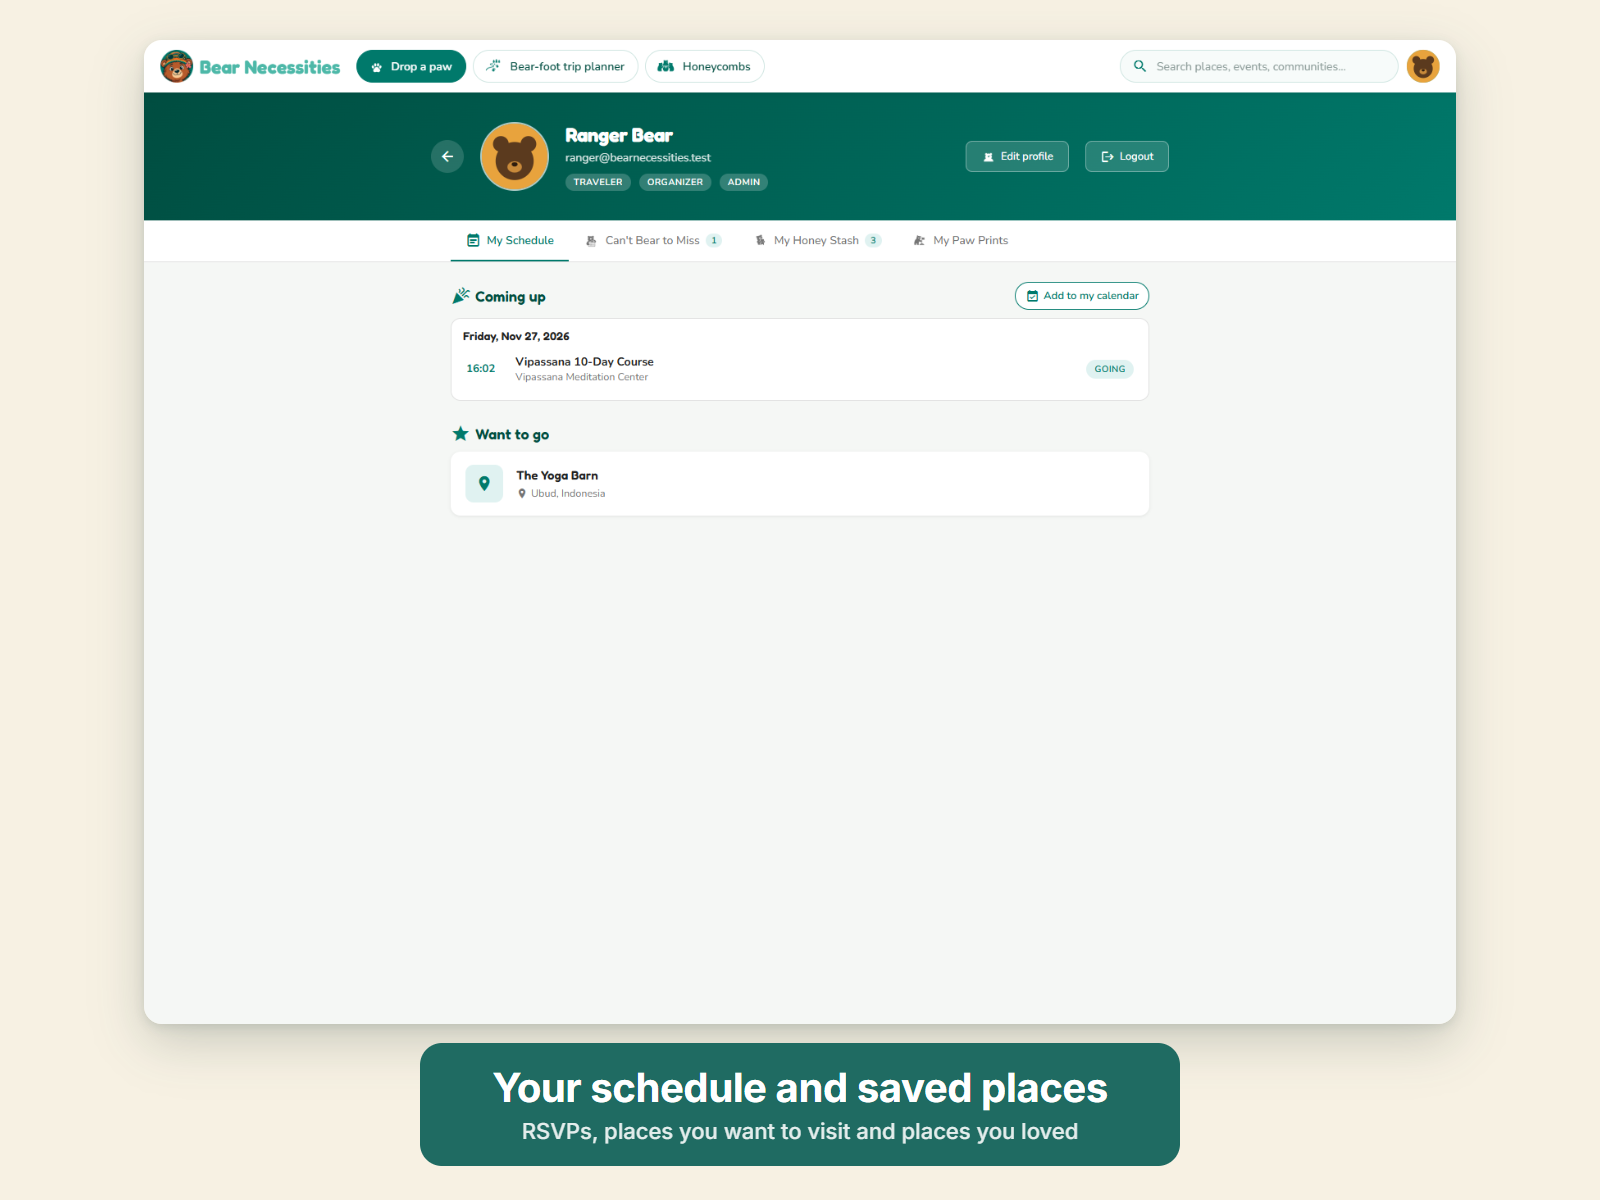 Bear Necessities
Drop a paw
Bear-foot trip planner
Honeycombs
Search places, events, communities...
Ranger Bear
ranger@bearnecessities.test
TRAVELER
ORGANIZER
ADMIN
Edit profile
Logout
My Schedule
Can't Bear to Miss 1
My Honey Stash 3
My Paw Prints
Coming up
Add to my calendar
Friday, Nov 27, 2026
16:02
Vipassana 10-Day Course
Vipassana Meditation Center
GOING
Want to go
The Yoga Barn
Ubud, Indonesia
Your schedule and saved places
RSVPs, places you want to visit and places you loved